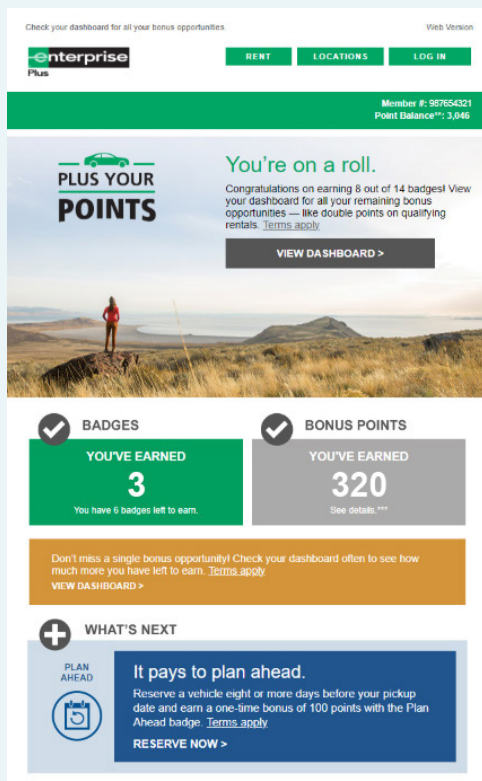 Check your dashboard for all your bonus opportunities.
Web Version
enterprise
Plus
RENT
LOCATIONS
LOG IN
Member #: 987654321
Point Balance**: 3,046
PLUS YOUR
POINTS
You're on a roll.
Congratulations on earning 8 out of 14 badges! View
your dashboard for all your remaining bonus
opportunities — like double points on qualifying
rentals. Terms apply
VIEW DASHBOARD >
BADGES
YOU'VE EARNED
3
You have 6 badges left to earn.
BONUS POINTS
YOU'VE EARNED
320
See details.***
Don't miss a single bonus opportunity! Check your dashboard often to see how
much more you have left to earn. Terms apply
VIEW DASHBOARD >
WHAT'S NEXT
PLAN
AHEAD
It pays to plan ahead.
Reserve a vehicle eight or more days before your pickup
date and earn a one-time bonus of 100 points with the Plan
Ahead badge. Terms apply
RESERVE NOW >